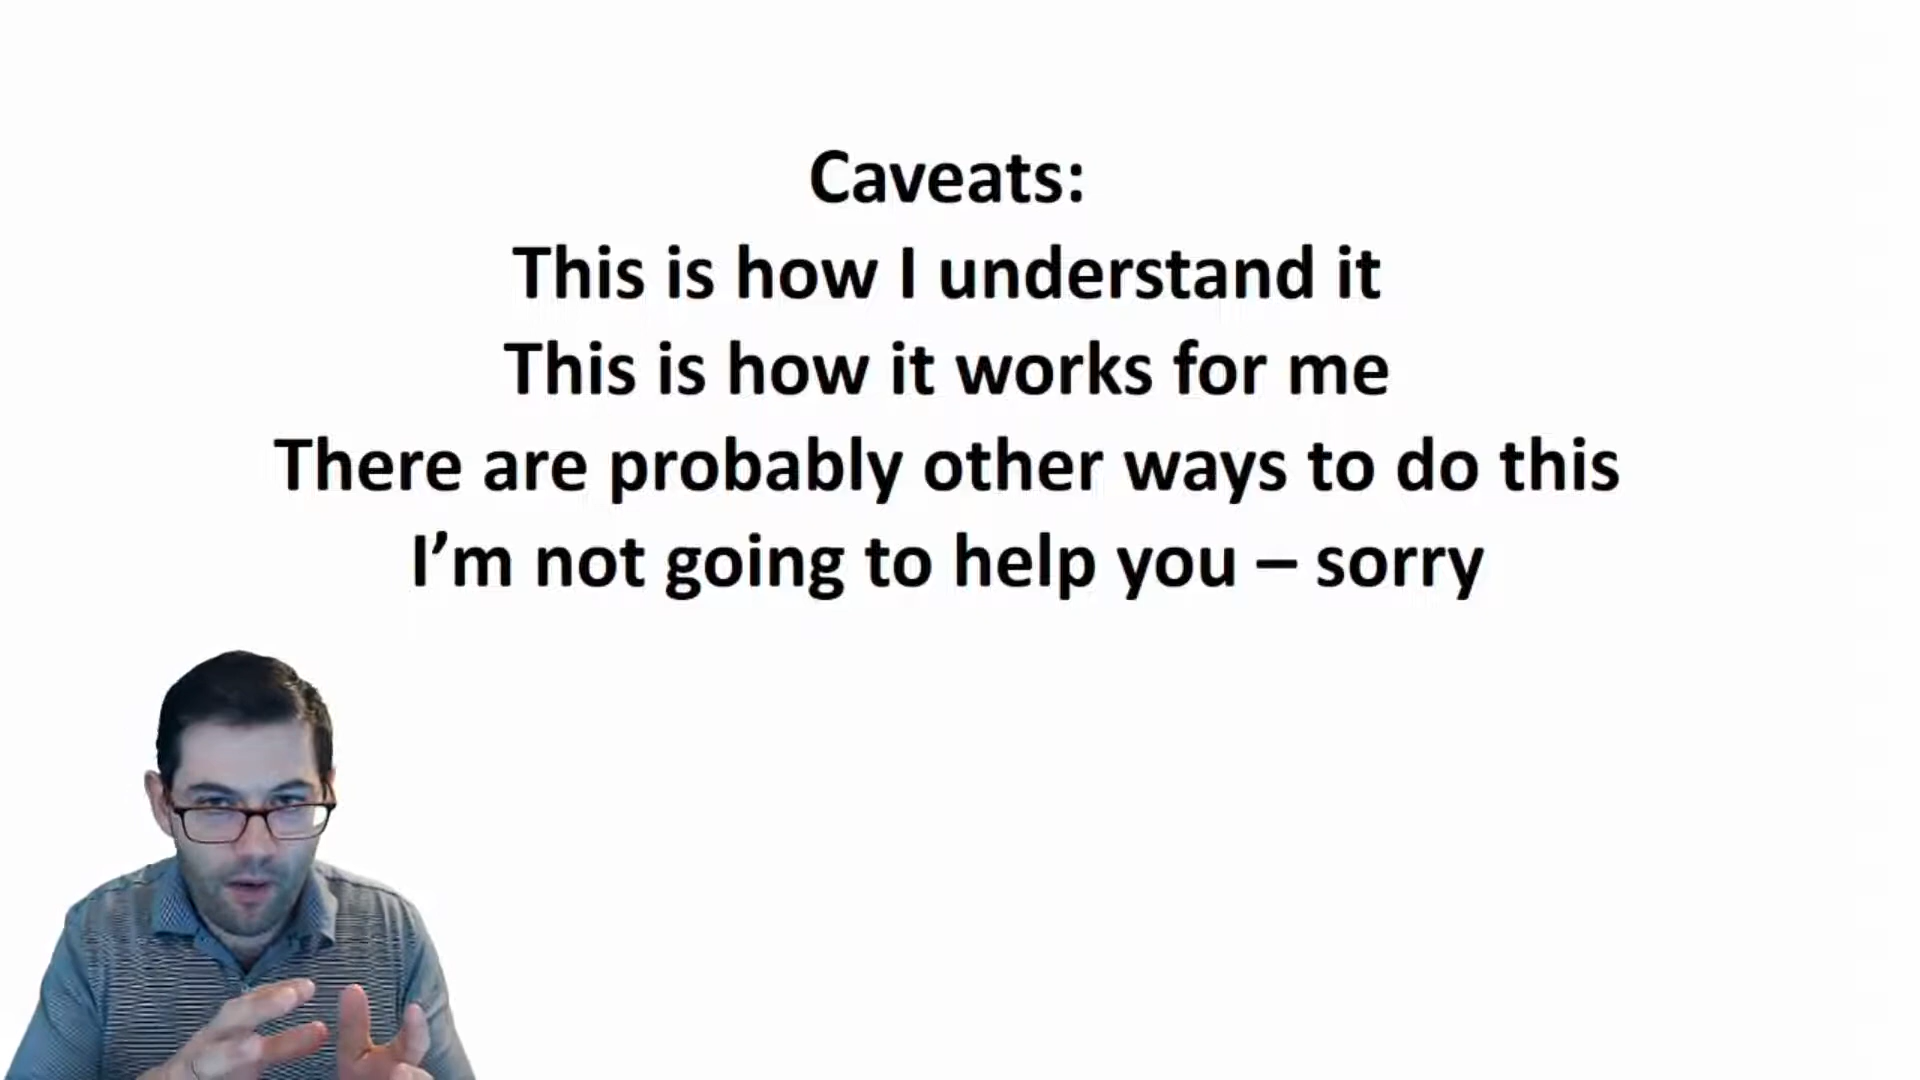 Caveats:
This is how I understand it
This is how it works for me
There are probably other ways to do this
I’m not going to help you – sorry